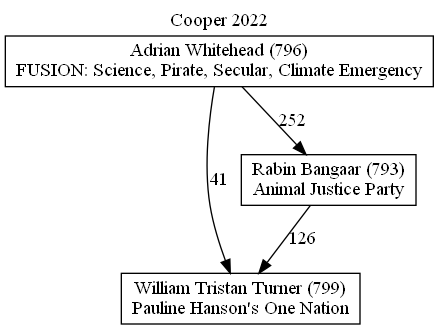 Cooper 2022
Adrian Whitehead (796)
FUSION: Science, Pirate, Secular, Climate Emergency
252
Rabin Bangaar (793)
Animal Justice Party
41
126
William Tristan Turner (799)
Pauline Hanson's One Nation